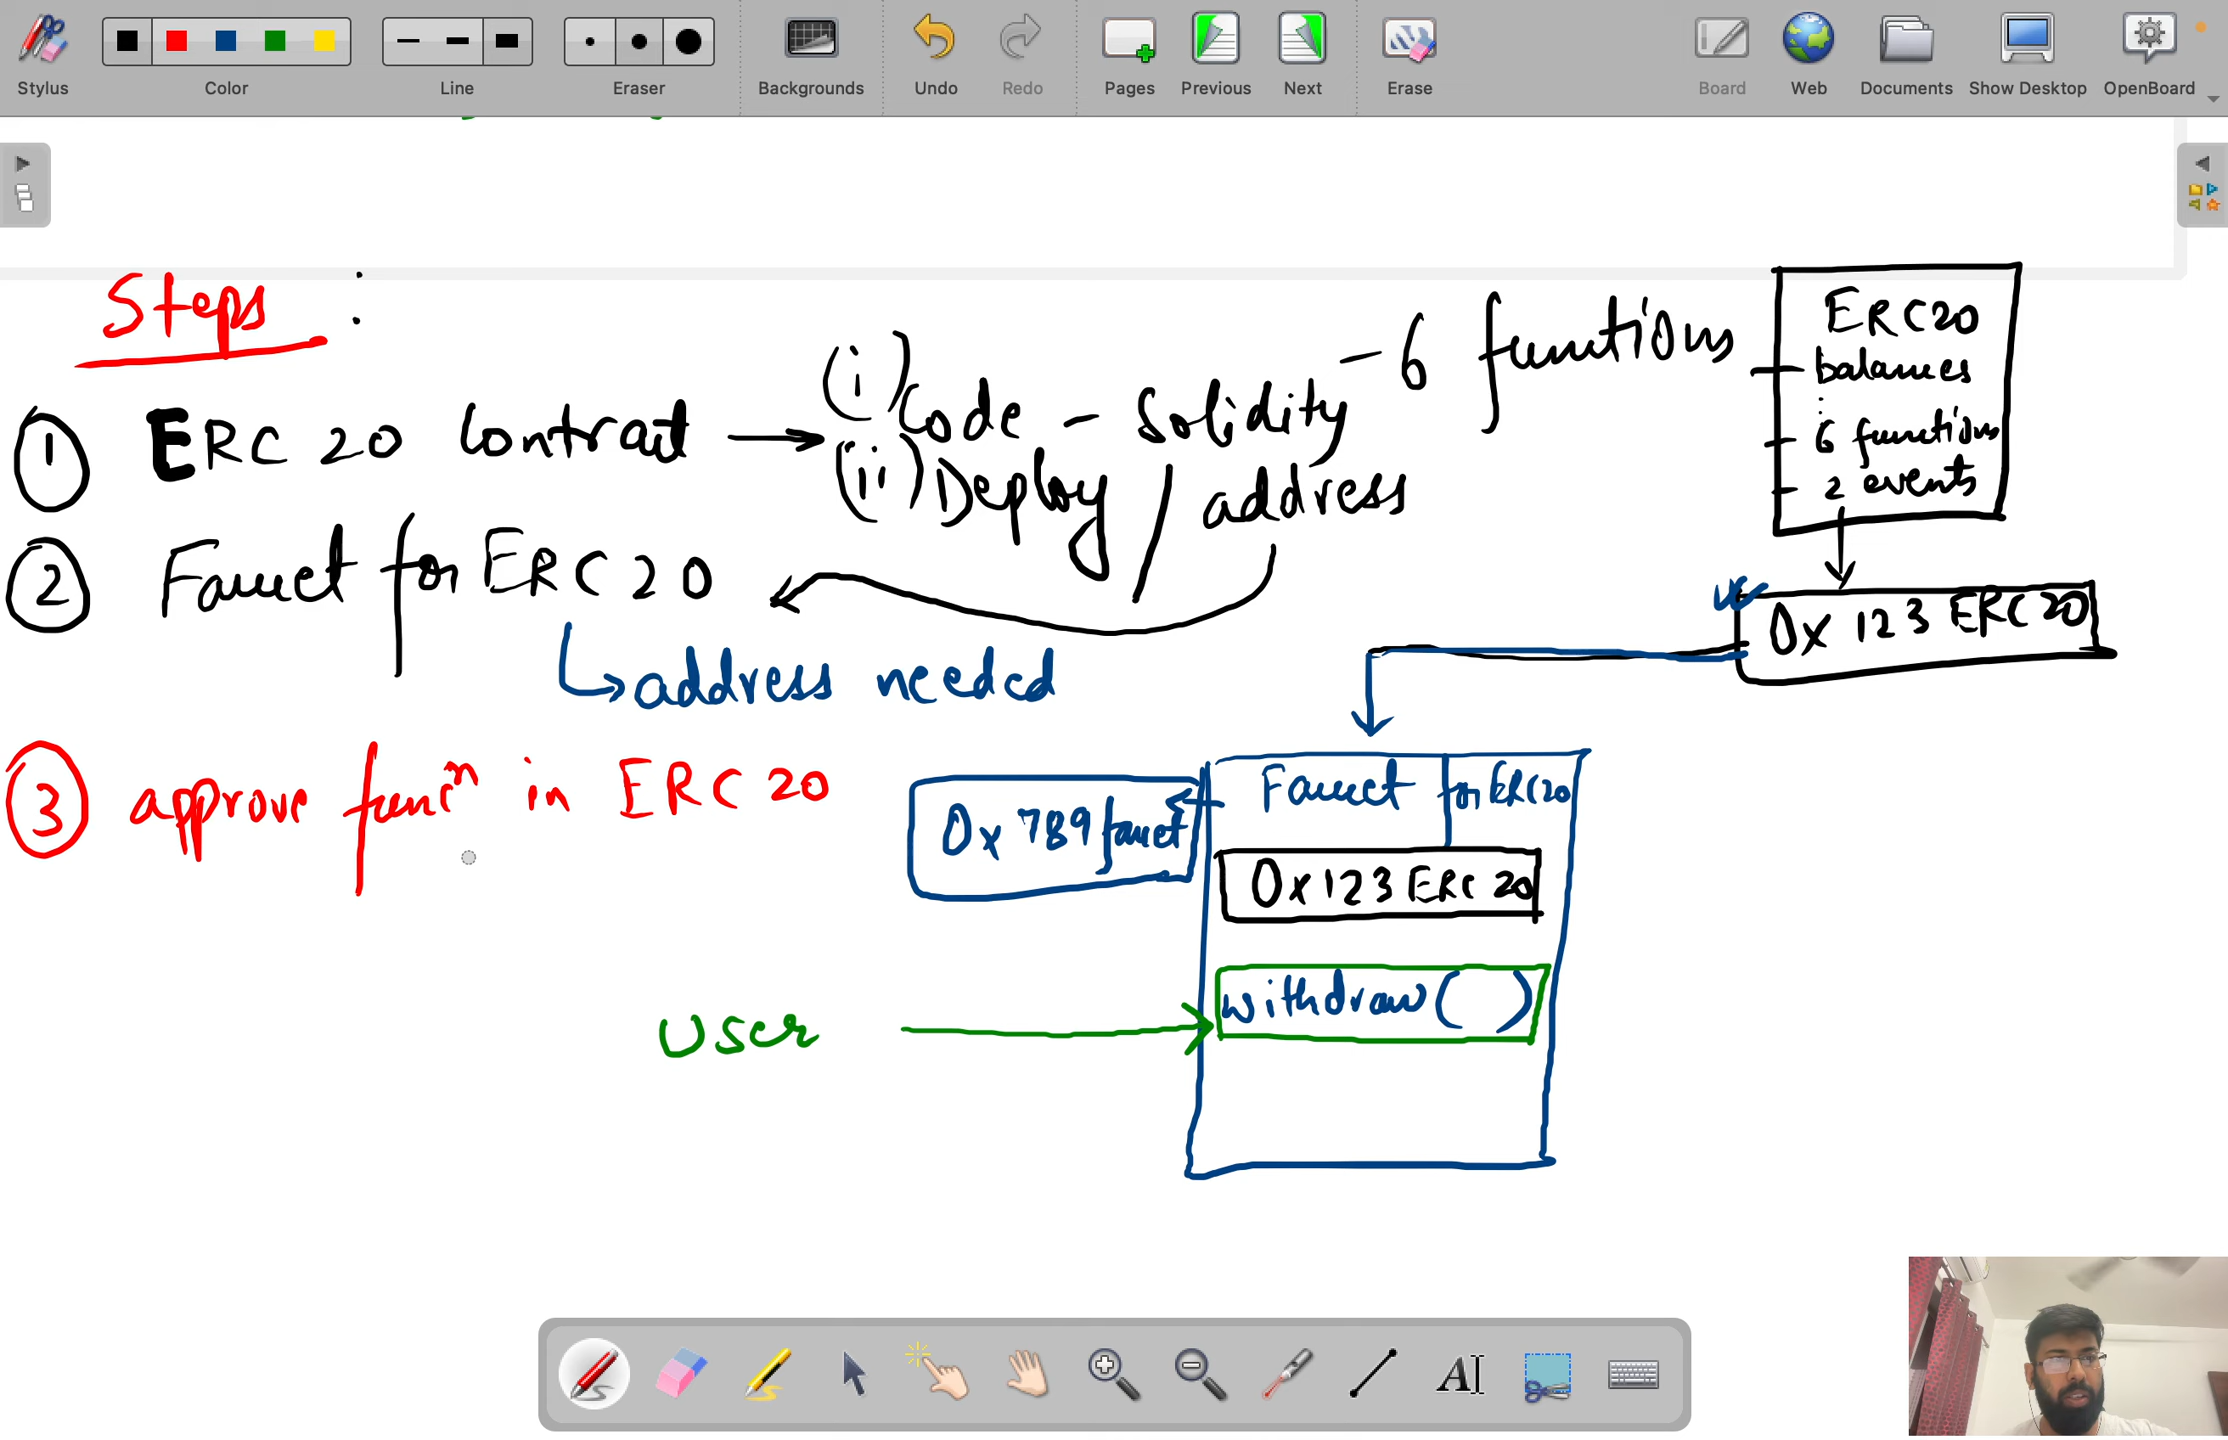 Stylus Color Line Eraser Backgrounds Undo Redo Pages Previous Next Erase Board Web Documents Show Desktop OpenBoard
Steps :
① ERC 20 Contract → (i) Code - Solidity - 6 functions
(ii) Deploy / address
② Faucet for ERC 20
↳ address needed
③ approve funcⁿ in ERC 20
ERC20
balances
6 functions
2 events
0x 123 ERC 20
Faucet for ERC20
0x 789 faucet
0x 123 ERC 20
withdraw ( )
User
AI